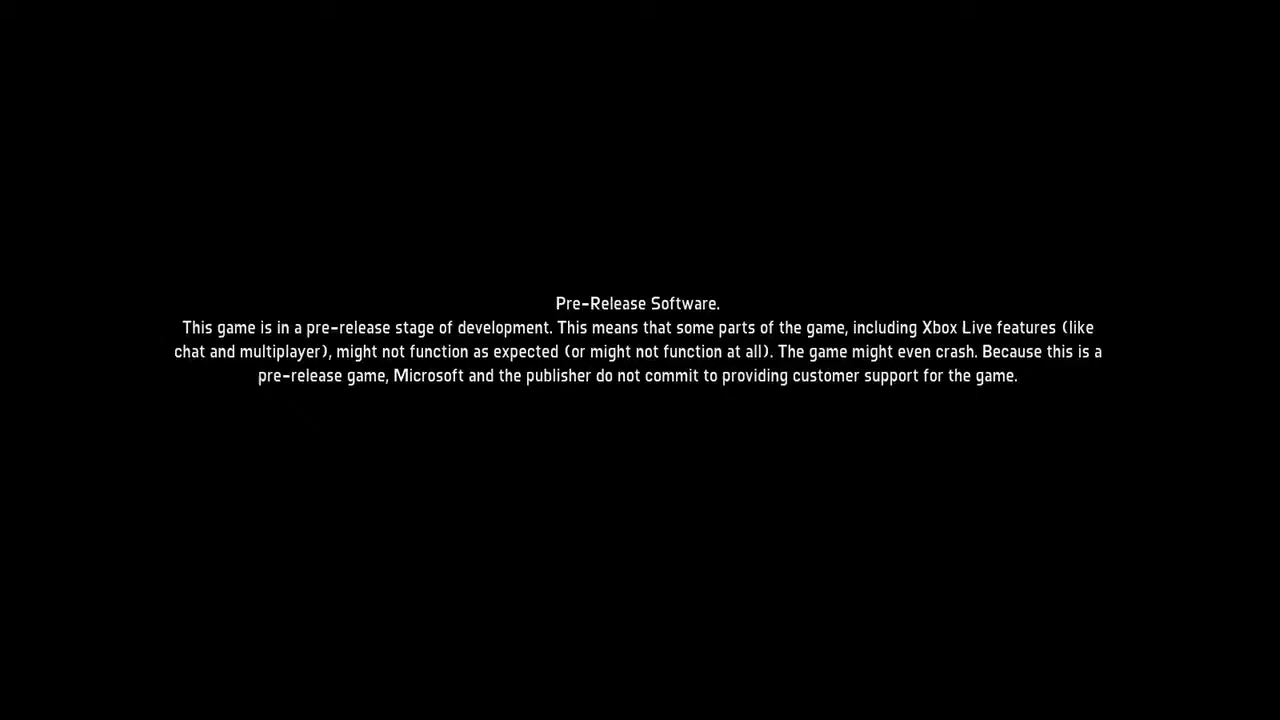 Pre-Release Software.
This game is in a pre-release stage of development. This means that some parts of the game, including Xbox Live features (like
chat and multiplayer), might not function as expected (or might not function at all). The game might even crash. Because this is a
pre-release game, Microsoft and the publisher do not commit to providing customer support for the game.